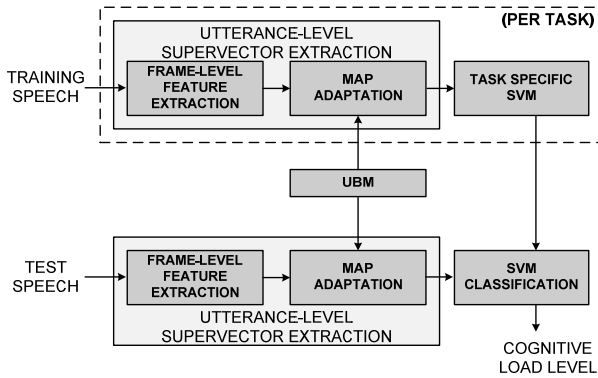 (PER TASK)
UTTERANCE-LEVEL
SUPERVECTOR EXTRACTION
TRAINING
SPEECH
FRAME-LEVEL
FEATURE
EXTRACTION
MAP
ADAPTATION
TASK SPECIFIC
SVM
UBM
TEST
SPEECH
FRAME-LEVEL
FEATURE
EXTRACTION
MAP
ADAPTATION
SVM
CLASSIFICATION
UTTERANCE-LEVEL
SUPERVECTOR EXTRACTION
COGNITIVE
LOAD LEVEL